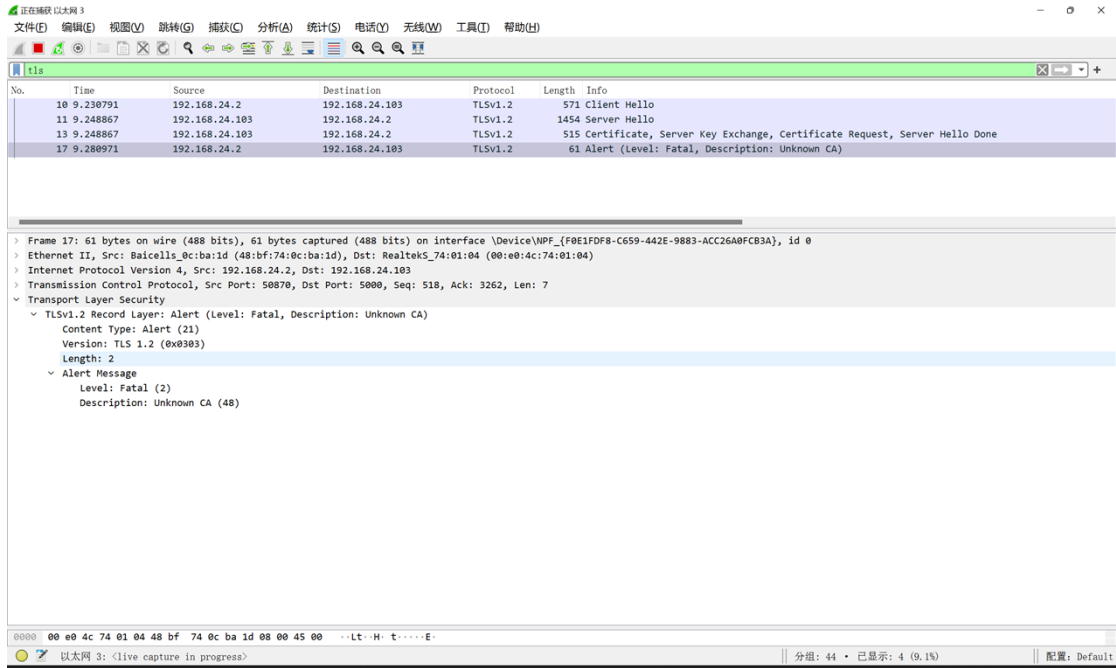 正在捕获 以太网 3
文件(F) 编辑(E) 视图(V) 跳转(G) 捕获(C) 分析(A) 统计(S) 电话(Y) 无线(W) 工具(T) 帮助(H)
tls
No. Time Source Destination Protocol Length Info
10 9.230791 192.168.24.2 192.168.24.103 TLSv1.2 571 Client Hello
11 9.248867 192.168.24.103 192.168.24.2 TLSv1.2 1454 Server Hello
13 9.248867 192.168.24.103 192.168.24.2 TLSv1.2 515 Certificate, Server Key Exchange, Certificate Request, Server Hello Done
17 9.280971 192.168.24.2 192.168.24.103 TLSv1.2 61 Alert (Level: Fatal, Description: Unknown CA)
Frame 17: 61 bytes on wire (488 bits), 61 bytes captured (488 bits) on interface \Device\NPF_{F0E1FDF8-C659-442E-9883-ACC26A0FCB3A}, id 0
Ethernet II, Src: Baicells_0c:ba:1d (48:bf:74:0c:ba:1d), Dst: RealtekS_74:01:04 (00:e0:4c:74:01:04)
Internet Protocol Version 4, Src: 192.168.24.2, Dst: 192.168.24.103
Transmission Control Protocol, Src Port: 50870, Dst Port: 5000, Seq: 518, Ack: 3262, Len: 7
Transport Layer Security
TLSv1.2 Record Layer: Alert (Level: Fatal, Description: Unknown CA)
Content Type: Alert (21)
Version: TLS 1.2 (0x0303)
Length: 2
Alert Message
Level: Fatal (2)
Description: Unknown CA (48)
0000 00 e0 4c 74 01 04 48 bf 74 0c ba 1d 08 00 45 00 ··Lt··H· t·····E·
以太网 3: <live capture in progress> 分组: 44 · 已显示: 4 (9.1%) 配置: Default